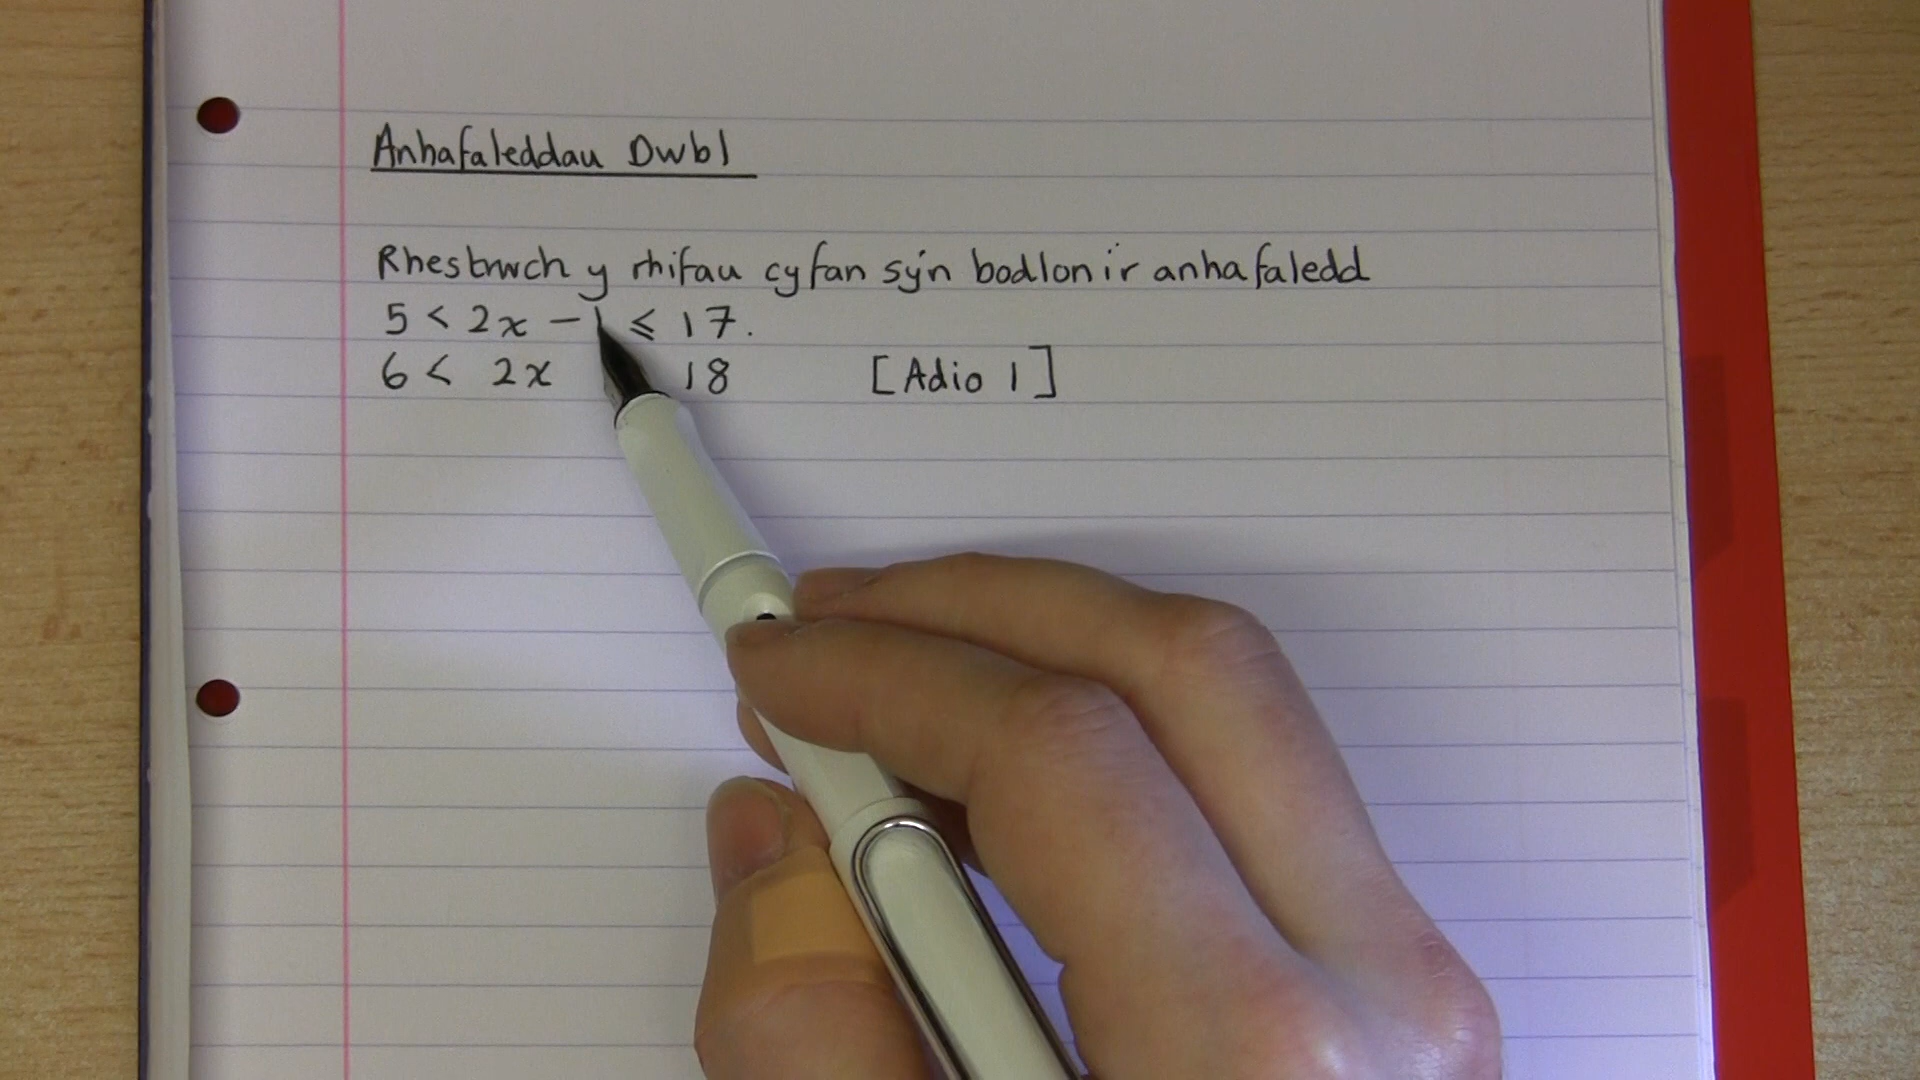 Anhafaleddau Dwbl
Rhestrwch y rhifau cyfan sy'n bodloni'r anhafaledd
5 < 2x - 1 ⩽ 17.
6 < 2x 18 [Adio 1]